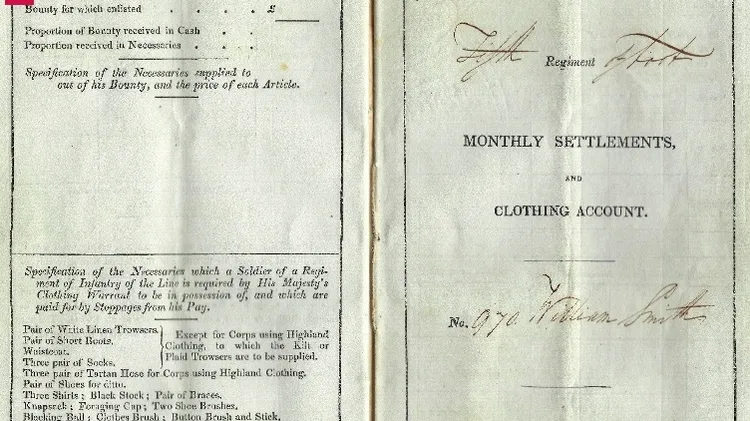 Bounty for which enlisted . . . . £
Proportion of Bounty received in Cash . .
Proportion received in Necessaries . .
Specification of the Necessaries supplied to
out of his Bounty, and the price of each Article.
Specification of the Necessaries which a Soldier of a Regi-
ment of Infantry of the Line is required by His Majesty's
Clothing Warrant to be in possession of, and which are
paid for by Stoppages from his Pay.
Pair of White Linen Trowsers.
Pair of Short Boots.
Waistcoat.
Three pair of Socks.
Except for Corps using Highland
Clothing, to which the Kilt or
Plaid Trowsers are to be supplied.
Three pair of Tartan Hose for Corps using Highland Clothing.
Pair of Shoes for ditto.
Three Shirts; Black Stock; Pair of Braces.
Knapsack; Foraging Cap; Two Shoe Brushes.
Blacking Ball; Clothes Brush; Button Brush and Stick.
Fifth Regiment of Foot
MONTHLY SETTLEMENTS,
AND
CLOTHING ACCOUNT.
No. 970 William Smith